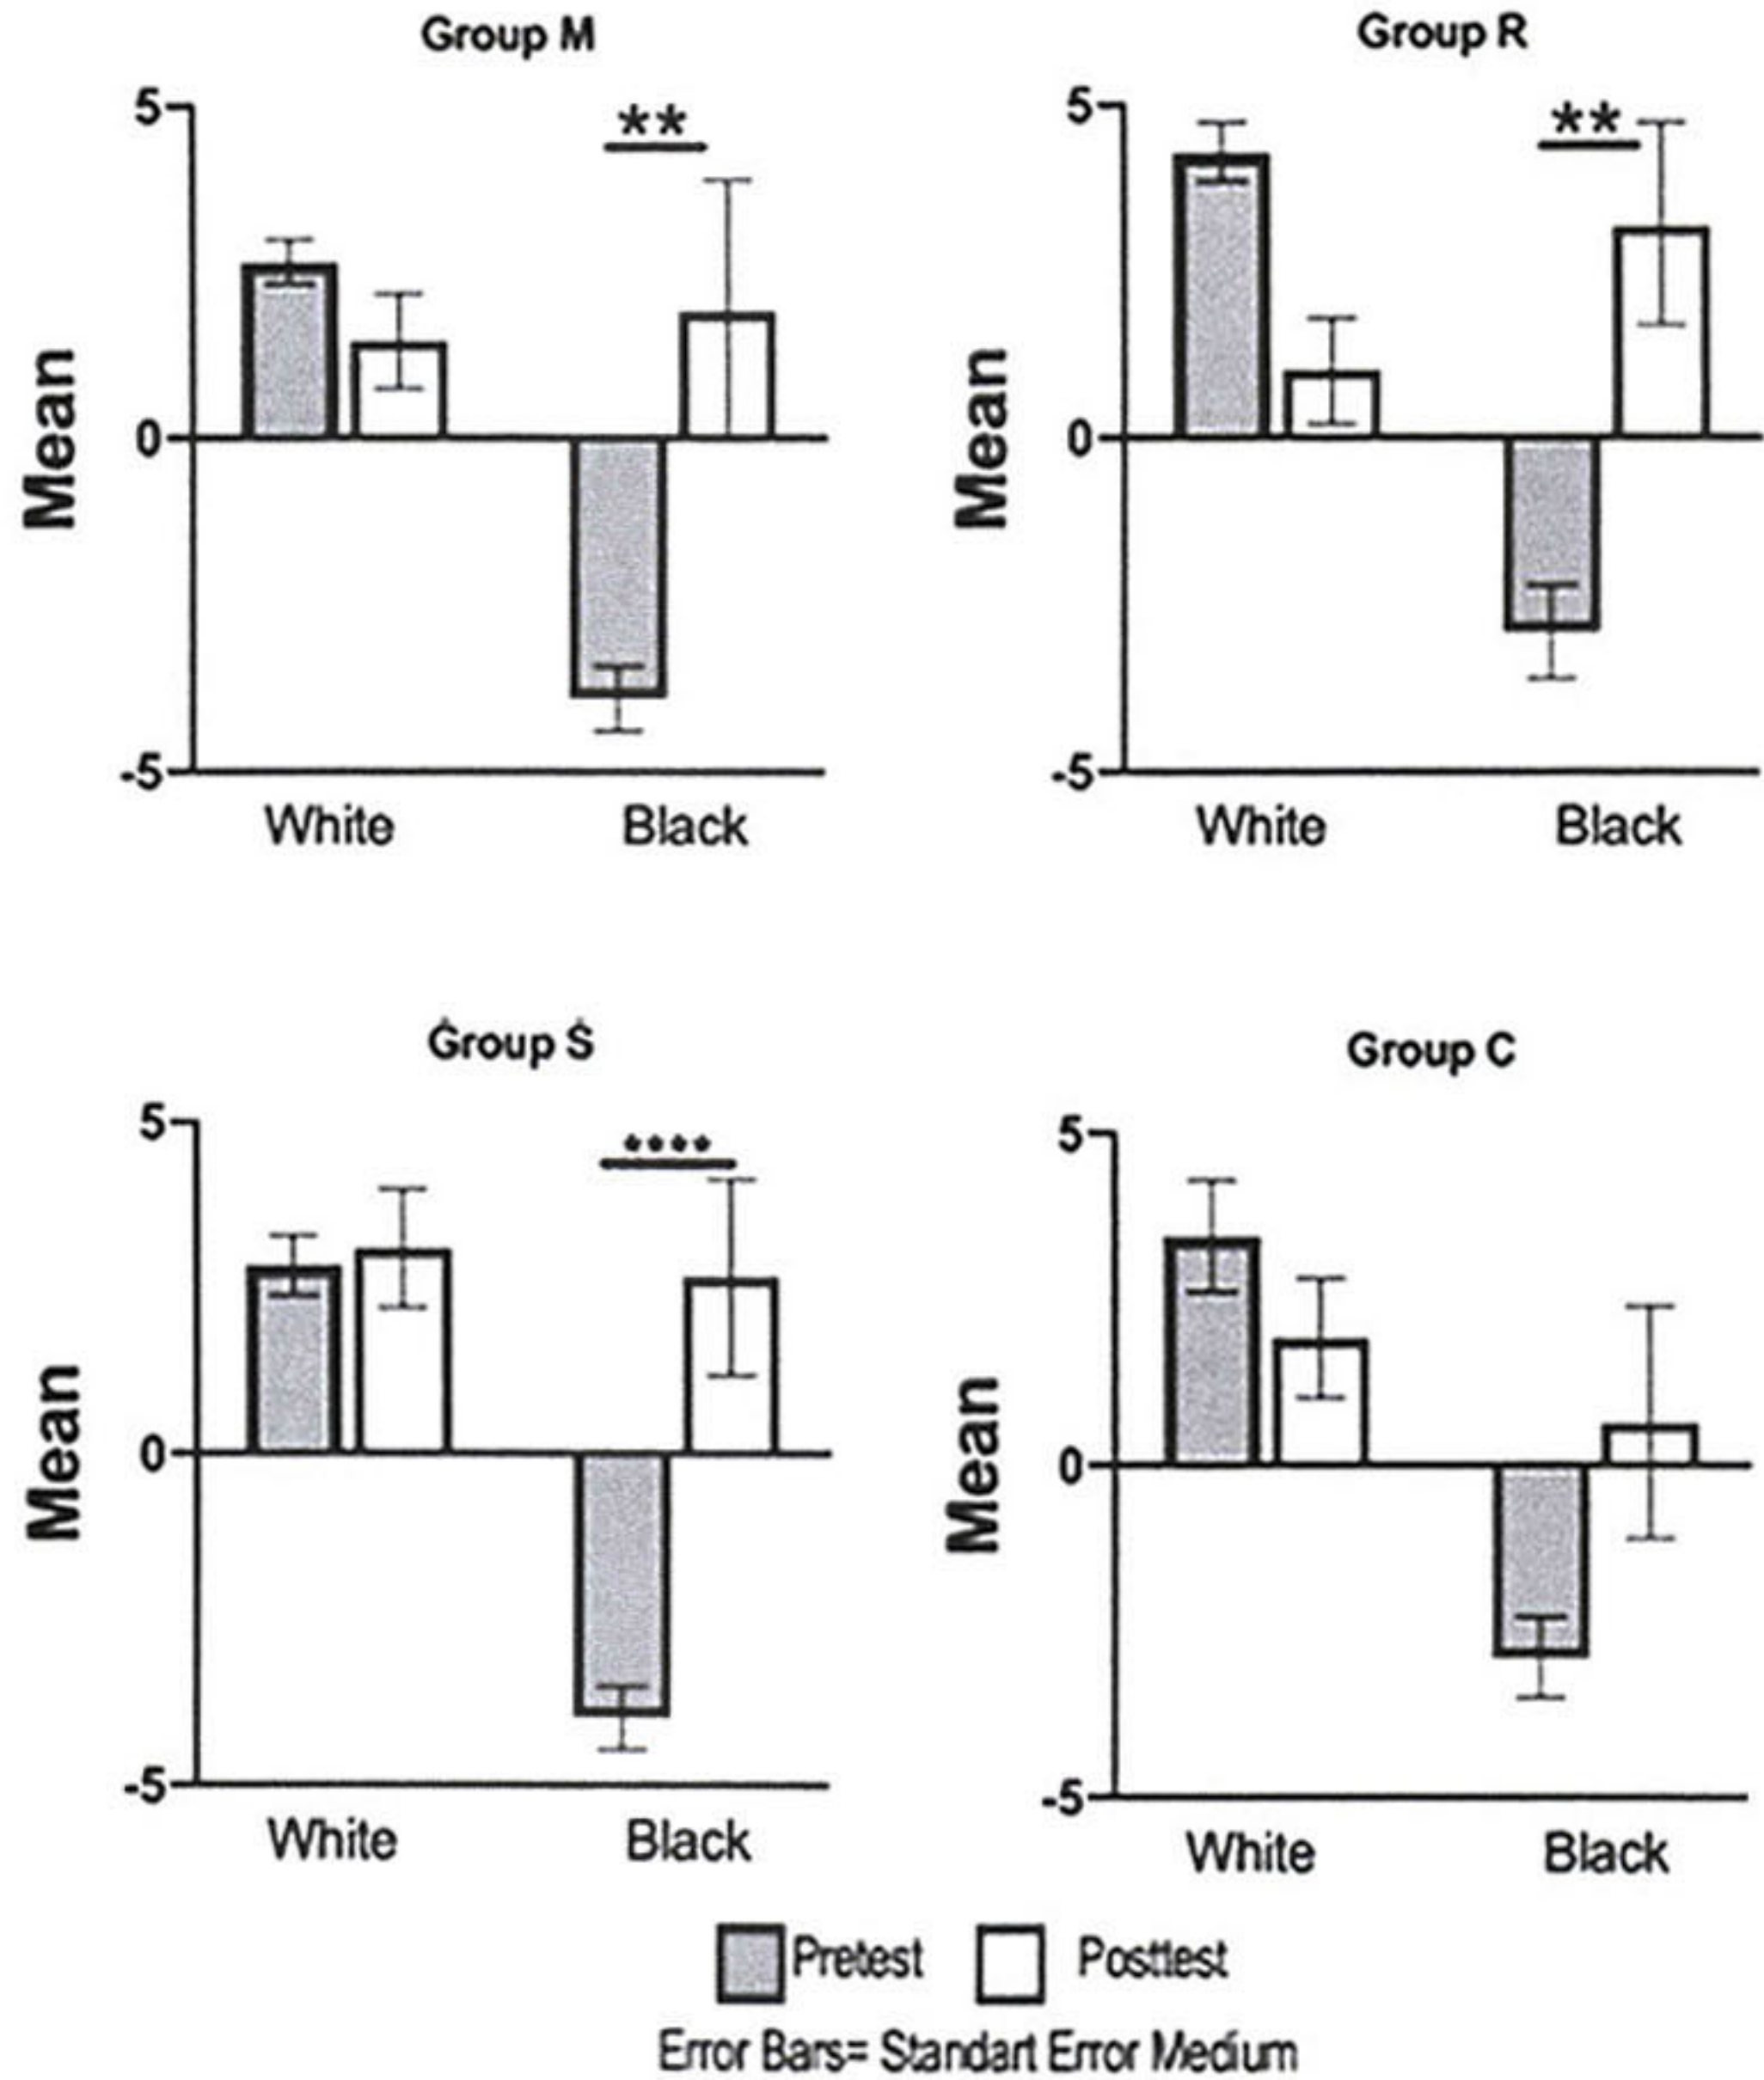 Group M
5
**
Mean
0
-5
White Black
Group R
5
**
Mean
0
-5
White Black
Group S
5
****
Mean
0
-5
White Black
Group C
5
Mean
0
-5
White Black
Pretest Posttest
Error Bars= Standart Error Medium